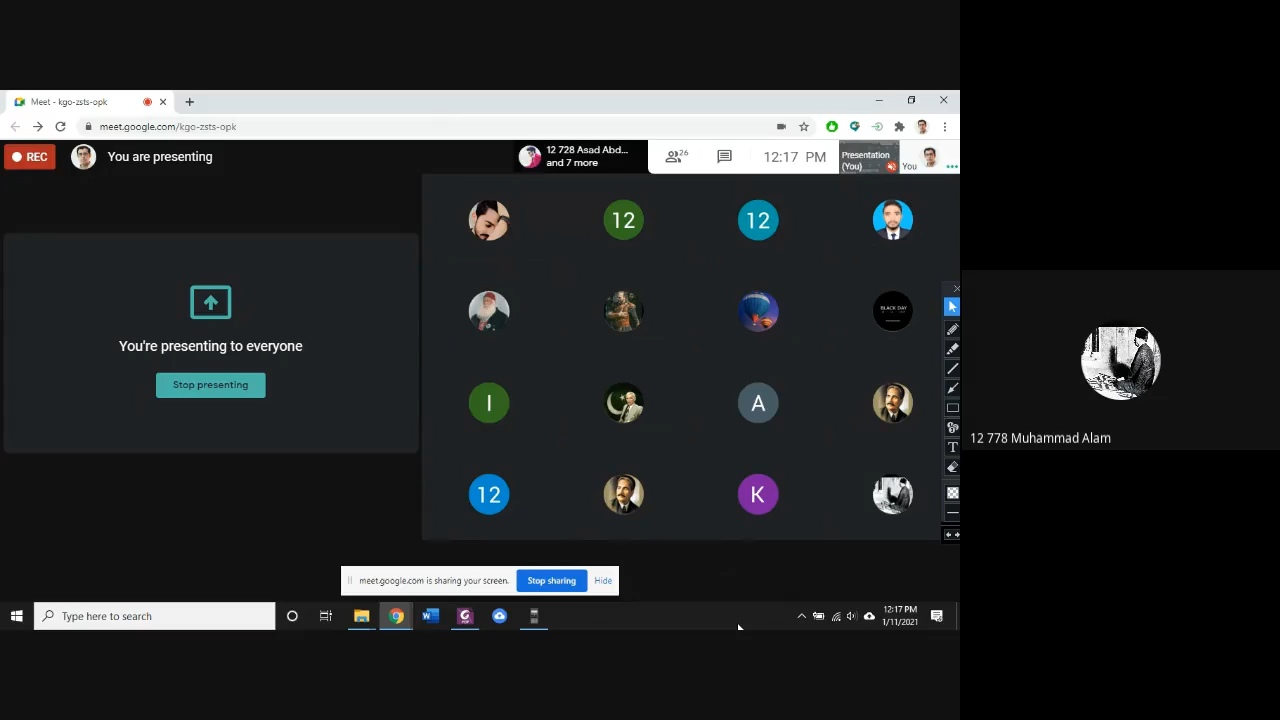 Meet - kgo-zsts-opk
meet.google.com/kgo-zsts-opk
REC
You are presenting
12 728 Asad Abd...
and 7 more
26
12:17 PM
Presentation
(You)
You
12
12
BLACK DAY
You're presenting to everyone
Stop presenting
I
A
T
12
K
12 778 Muhammad Alam
meet.google.com is sharing your screen.
Stop sharing
Hide
Type here to search
12:17 PM
1/11/2021